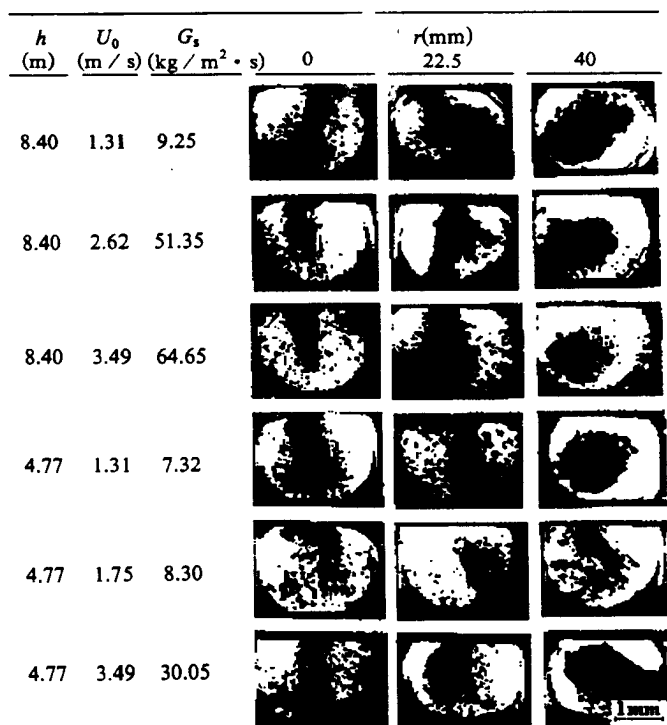 h U₀ Gₛ r(mm)
(m) (m / s) (kg / m² • s) 0 22.5 40
8.40 1.31 9.25
8.40 2.62 51.35
8.40 3.49 64.65
4.77 1.31 7.32
4.77 1.75 8.30
4.77 3.49 30.05
1mm